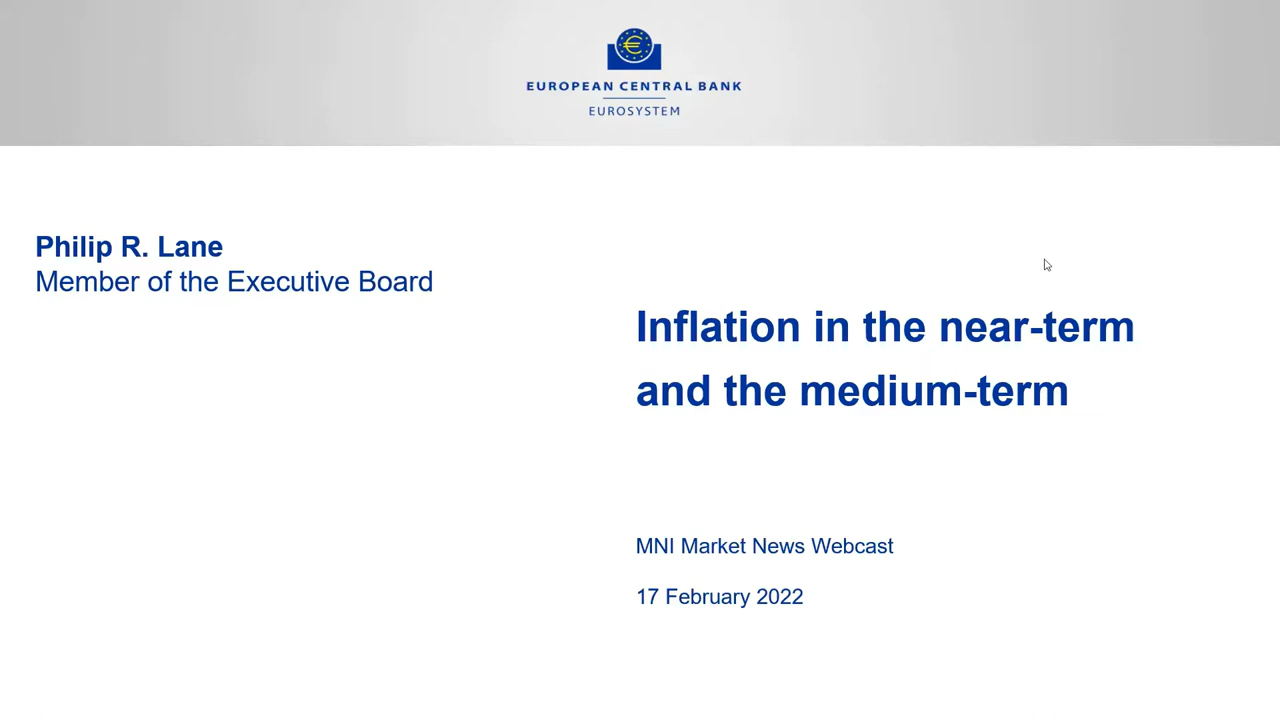 EUROPEAN CENTRAL BANK
EUROSYSTEM
Philip R. Lane
Member of the Executive Board
Inflation in the near-term
and the medium-term
MNI Market News Webcast
17 February 2022